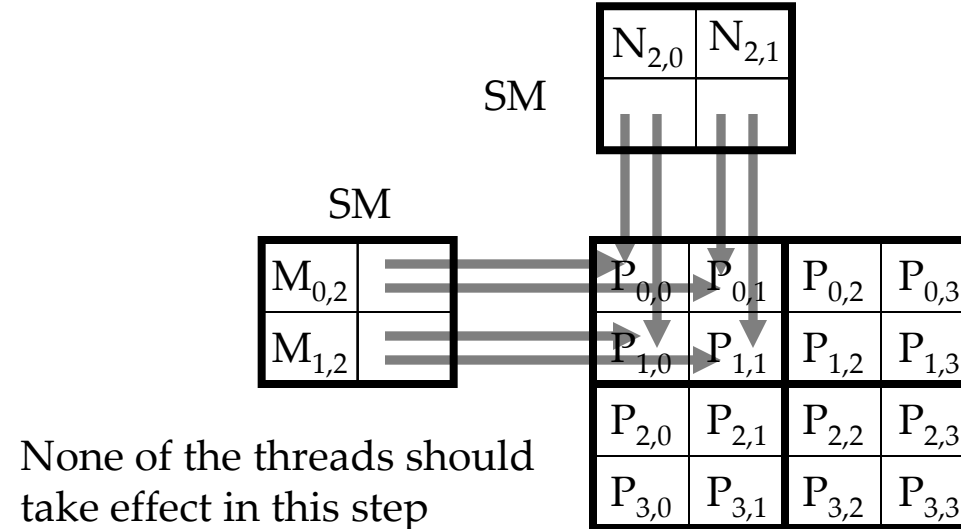 N2,0 N2,1
SM
SM
M0,2
M1,2
P0,0 P0,1 P0,2 P0,3
P1,0 P1,1 P1,2 P1,3
P2,0 P2,1 P2,2 P2,3
P3,0 P3,1 P3,2 P3,3
None of the threads should
take effect in this step